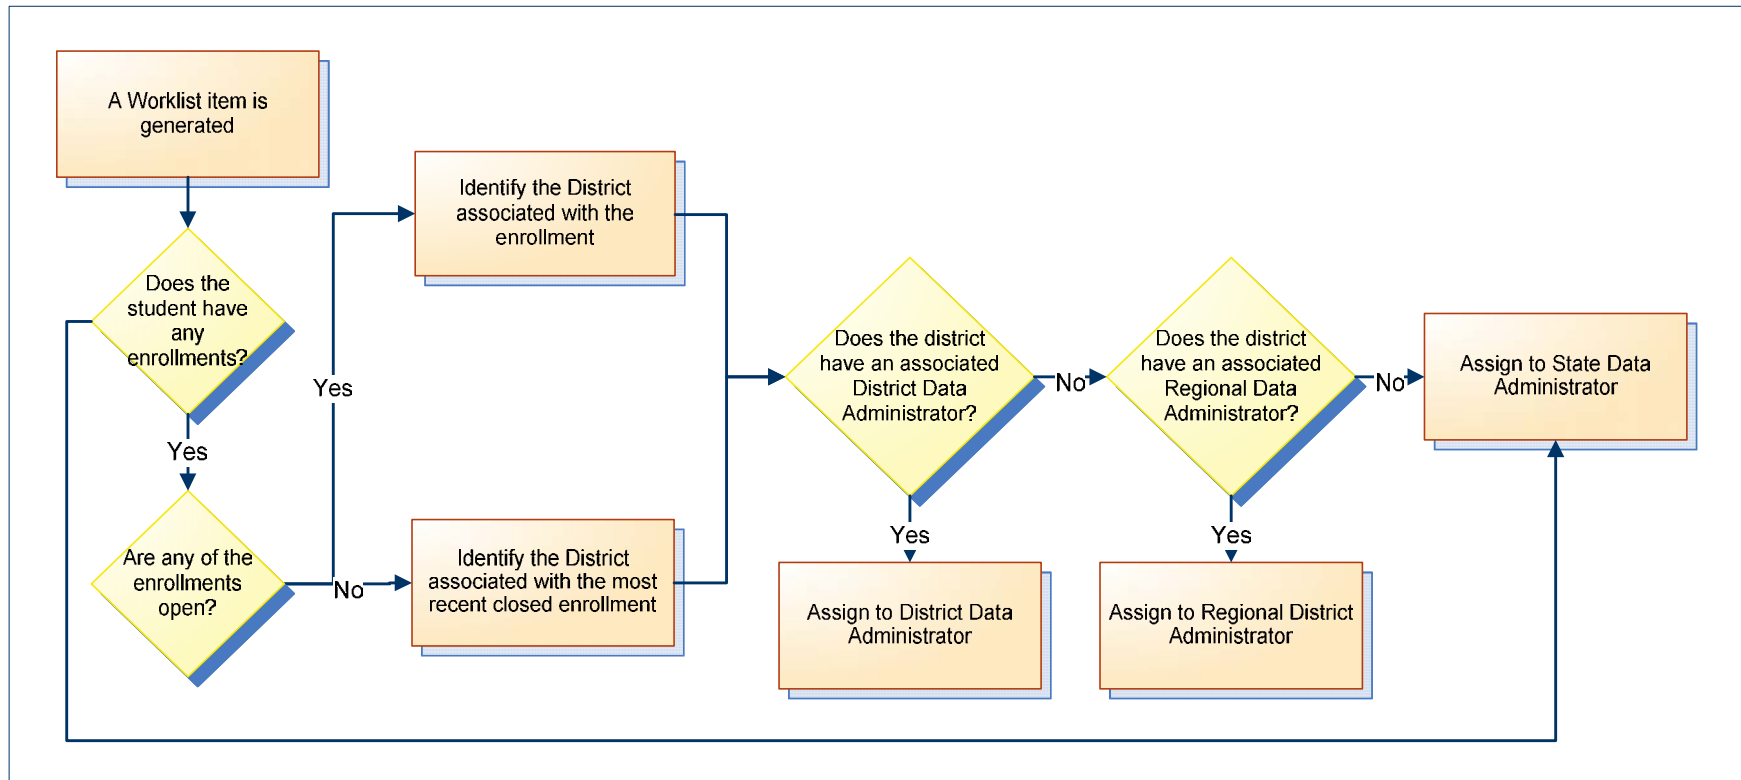 A Worklist item is
generated
Does the
student have
any
enrollments?
Yes
Are any of the
enrollments
open?
Yes
No
Identify the District
associated with the
enrollment
Identify the District
associated with the most
recent closed enrollment
Does the district
have an associated
District Data
Administrator?
No
Yes
Assign to District Data
Administrator
Does the district
have an associated
Regional Data
Administrator?
No
Yes
Assign to Regional District
Administrator
Assign to State Data
Administrator